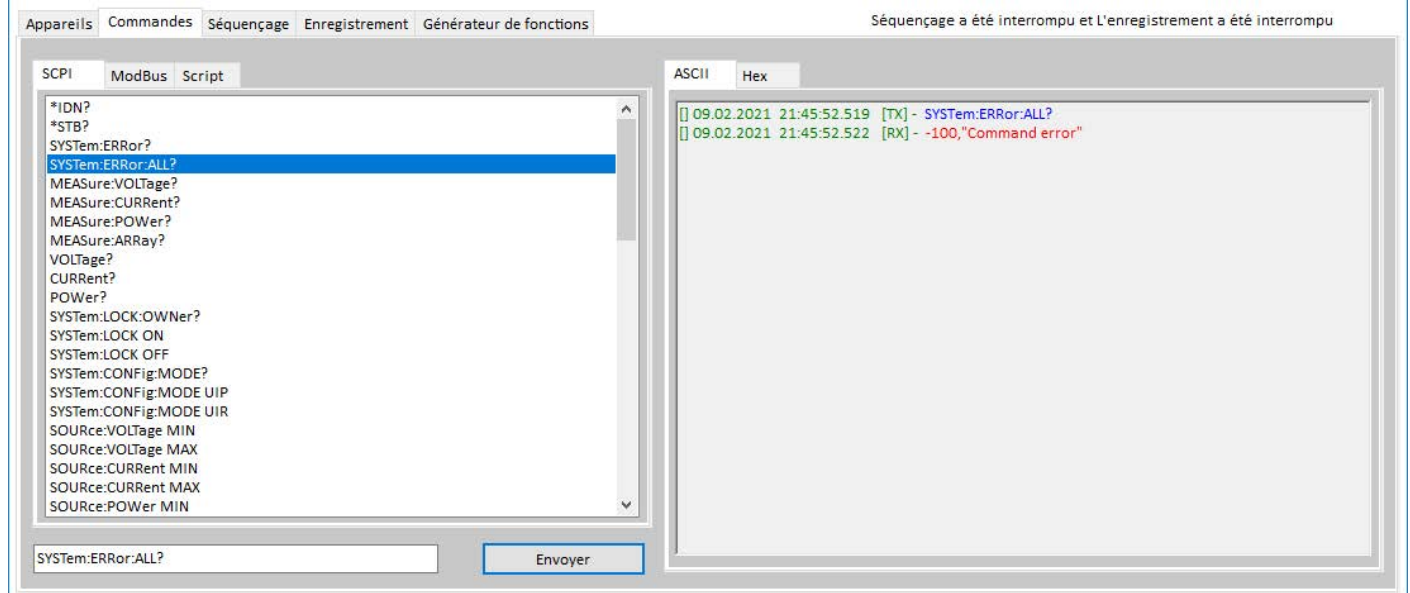 Appareils Commandes Séquençage Enregistrement Générateur de fonctions Séquençage a été interrompu et L'enregistrement a été interrompu
SCPI ModBus Script
*IDN?
*STB?
SYSTem:ERRor?
SYSTem:ERRor:ALL?
MEASure:VOLTage?
MEASure:CURRent?
MEASure:POWer?
MEASure:ARRay?
VOLTage?
CURRent?
POWer?
SYSTem:LOCK:OWNer?
SYSTem:LOCK ON
SYSTem:LOCK OFF
SYSTem:CONFig:MODE?
SYSTem:CONFig:MODE UIP
SYSTem:CONFig:MODE UIR
SOURce:VOLTage MIN
SOURce:VOLTage MAX
SOURce:CURRent MIN
SOURce:CURRent MAX
SOURce:POWer MIN
SYSTem:ERRor:ALL? Envoyer
ASCII Hex
[] 09.02.2021 21:45:52.519 [TX] - SYSTem:ERRor:ALL?
[] 09.02.2021 21:45:52.522 [RX] - -100,"Command error"